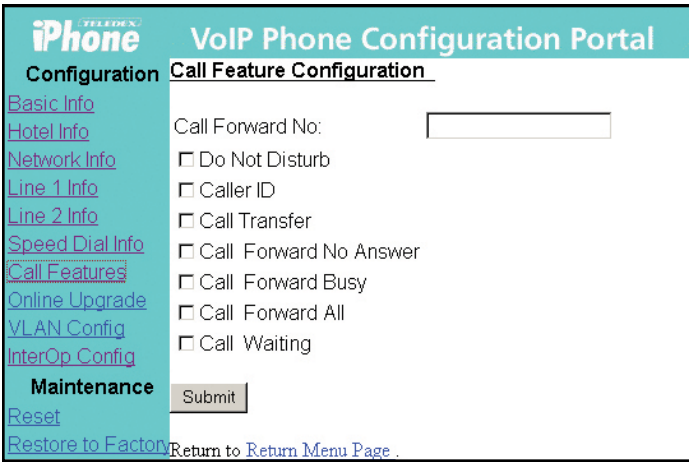 TELEDEX
iPhone
VoIP Phone Configuration Portal
Configuration
Basic Info
Hotel Info
Network Info
Line 1 Info
Line 2 Info
Speed Dial Info
Call Features
Online Upgrade
VLAN Config
InterOp Config
Maintenance
Reset
Restore to Factory
Call Feature Configuration
Call Forward No:
Do Not Disturb
Caller ID
Call Transfer
Call Forward No Answer
Call Forward Busy
Call Forward All
Call Waiting
Submit
Return to Return Menu Page .